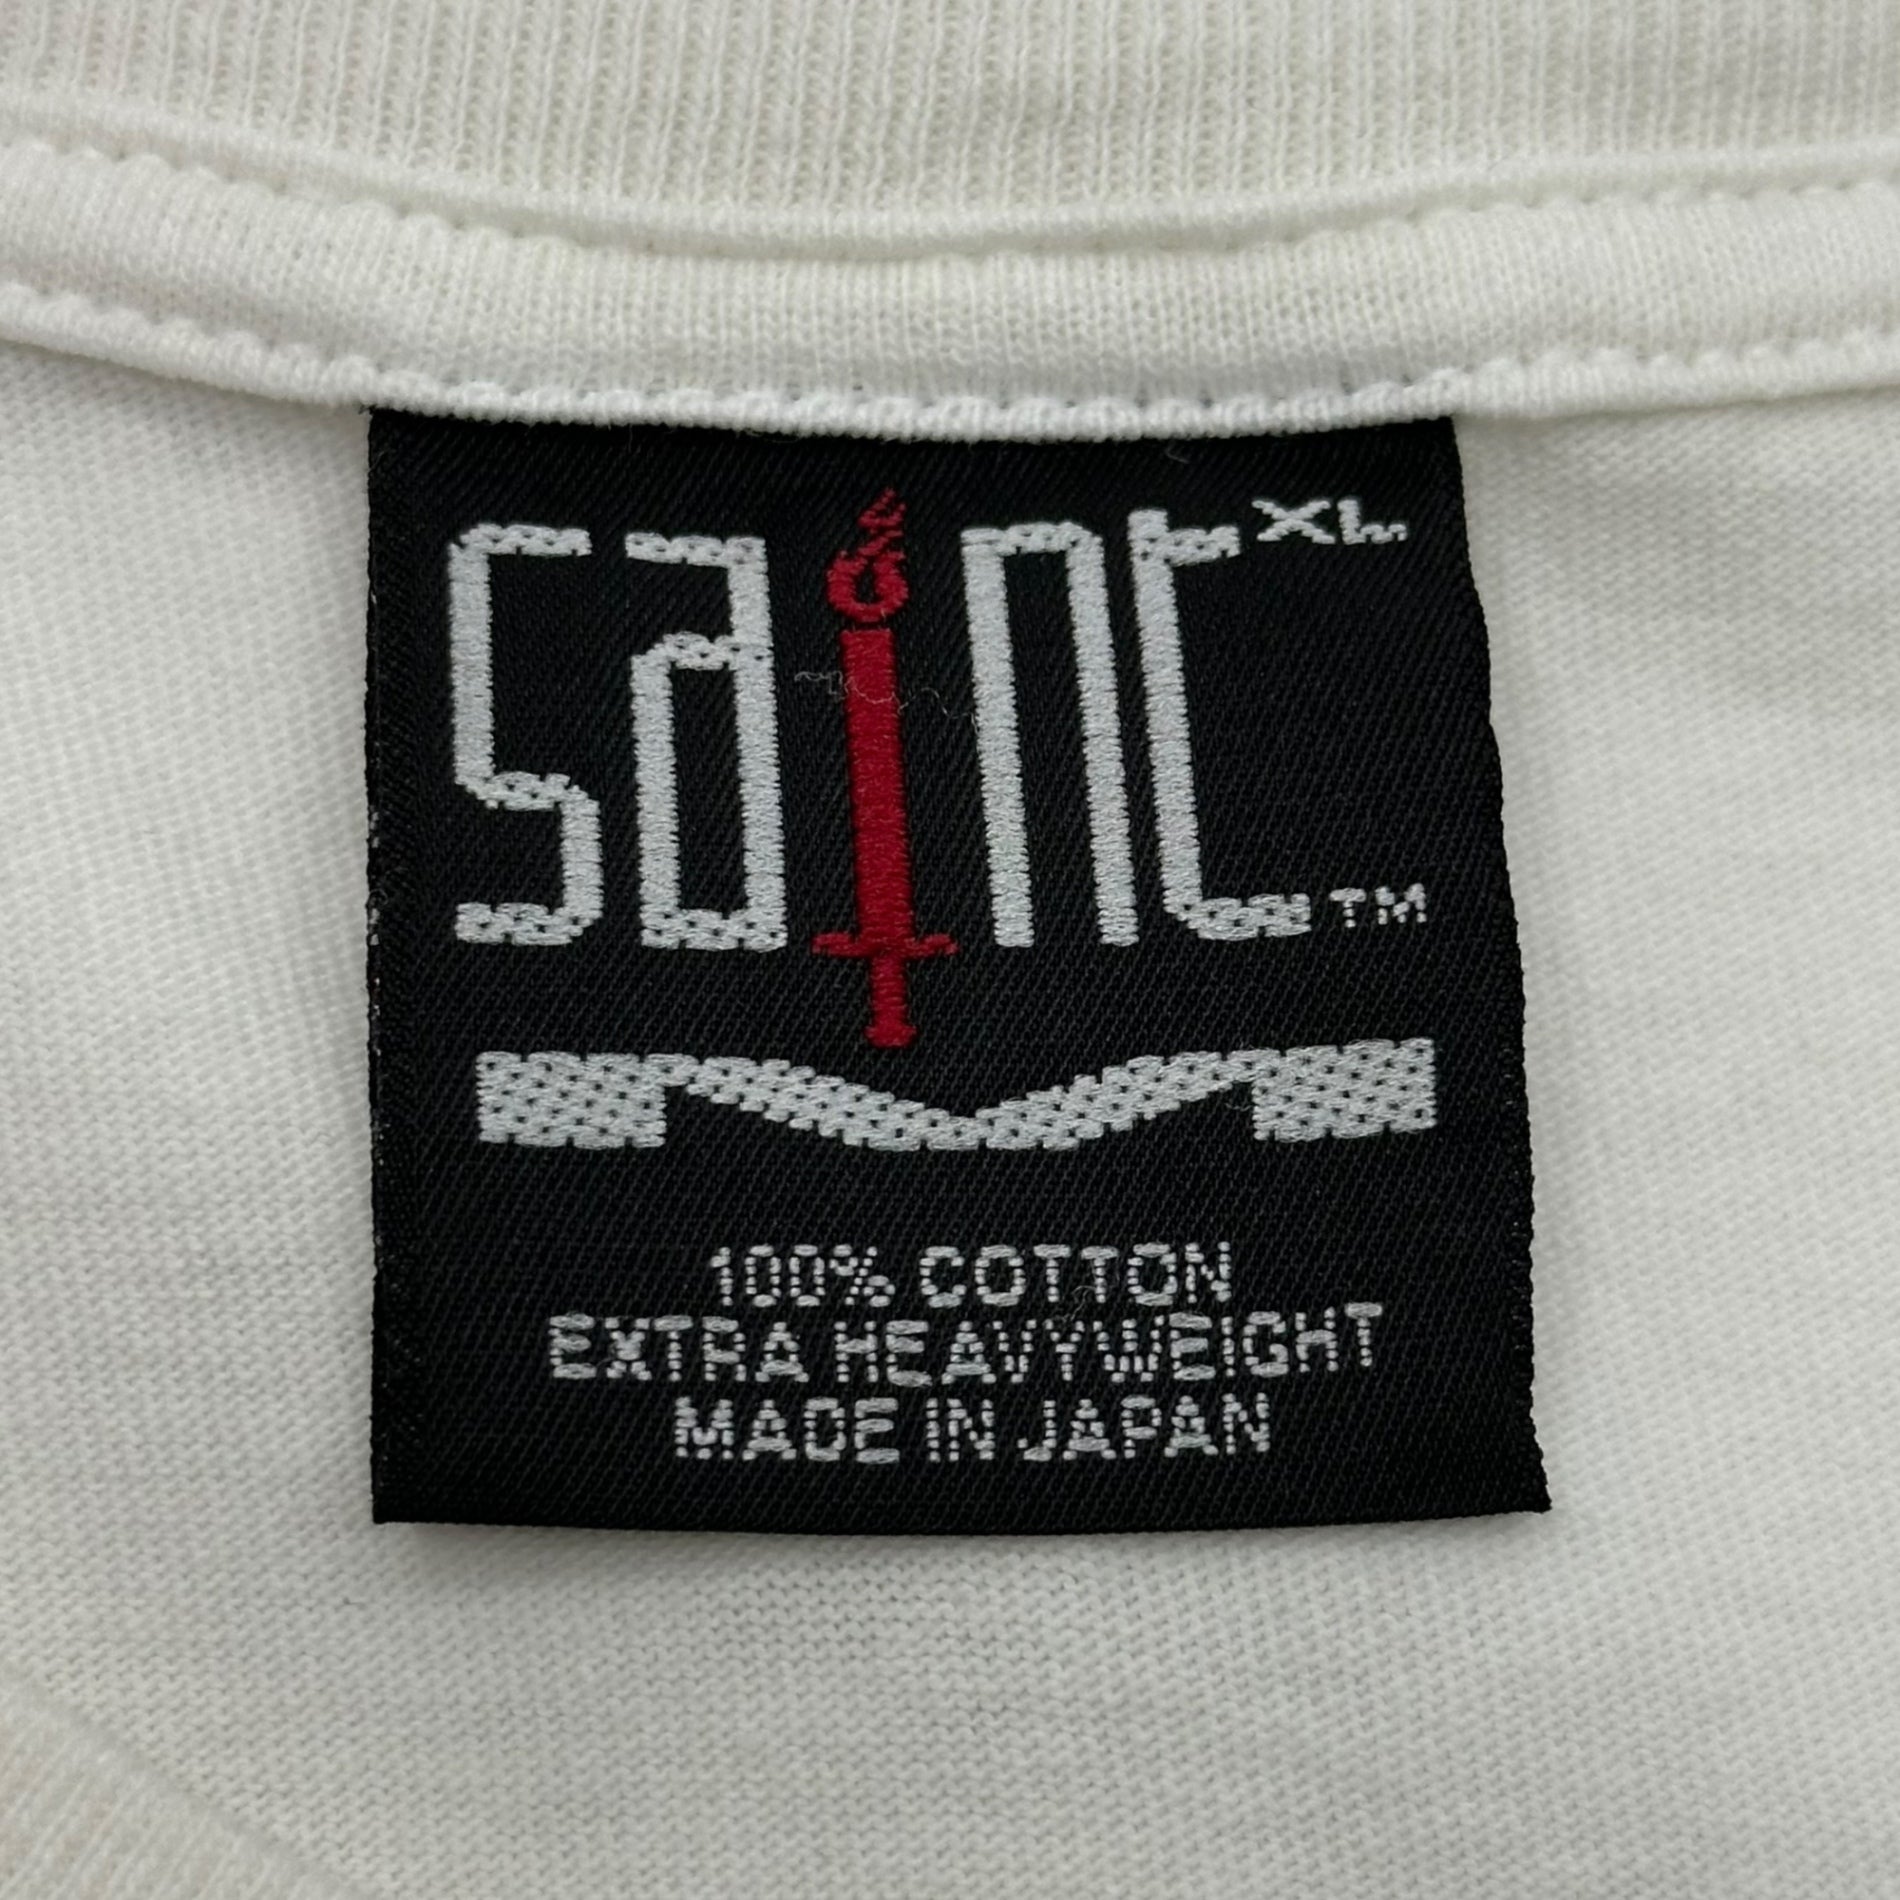 saint XL
TM
100% COTTON
EXTRA HEAVYWEIGHT
MADE IN JAPAN